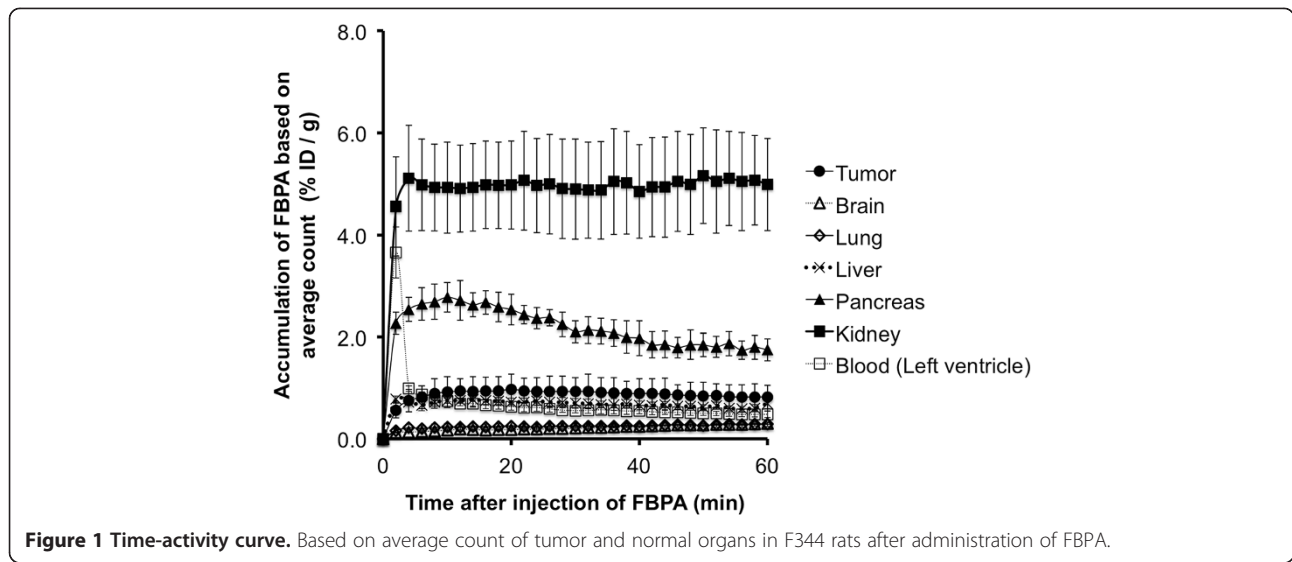 Accumulation of FBPA based on
average count (% ID / g)
8.0
6.0
4.0
2.0
0.0
0
20
40
60
Time after injection of FBPA (min)
Tumor
Brain
Lung
Liver
Pancreas
Kidney
Blood (Left ventricle)
Figure 1 Time-activity curve. Based on average count of tumor and normal organs in F344 rats after administration of FBPA.